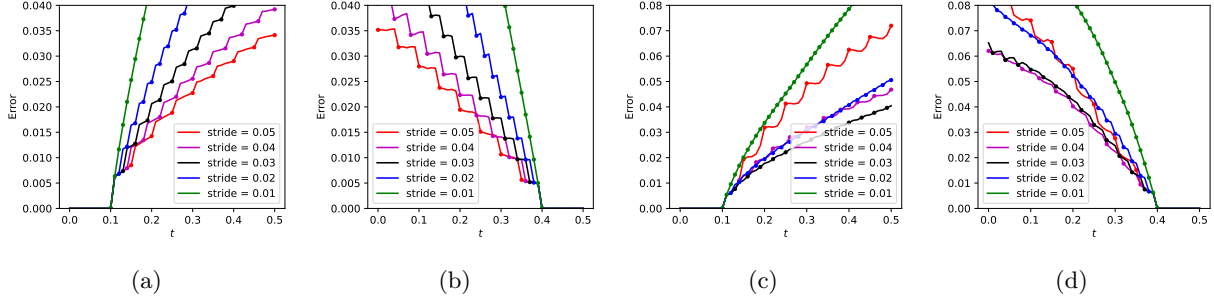 0.040
0.035
0.030
0.025
0.020
0.015
0.010
0.005
0.000
Error
0.0 0.1 0.2 0.3 0.4 0.5
t
stride = 0.05
stride = 0.04
stride = 0.03
stride = 0.02
stride = 0.01
(a)
0.040
0.035
0.030
0.025
0.020
0.015
0.010
0.005
0.000
Error
0.0 0.1 0.2 0.3 0.4 0.5
t
stride = 0.05
stride = 0.04
stride = 0.03
stride = 0.02
stride = 0.01
(b)
0.08
0.07
0.06
0.05
0.04
0.03
0.02
0.01
0.00
Error
0.0 0.1 0.2 0.3 0.4 0.5
t
stride = 0.05
stride = 0.04
stride = 0.03
stride = 0.02
stride = 0.01
(c)
0.08
0.07
0.06
0.05
0.04
0.03
0.02
0.01
0.00
Error
0.0 0.1 0.2 0.3 0.4 0.5
t
stride = 0.05
stride = 0.04
stride = 0.03
stride = 0.02
stride = 0.01
(d)